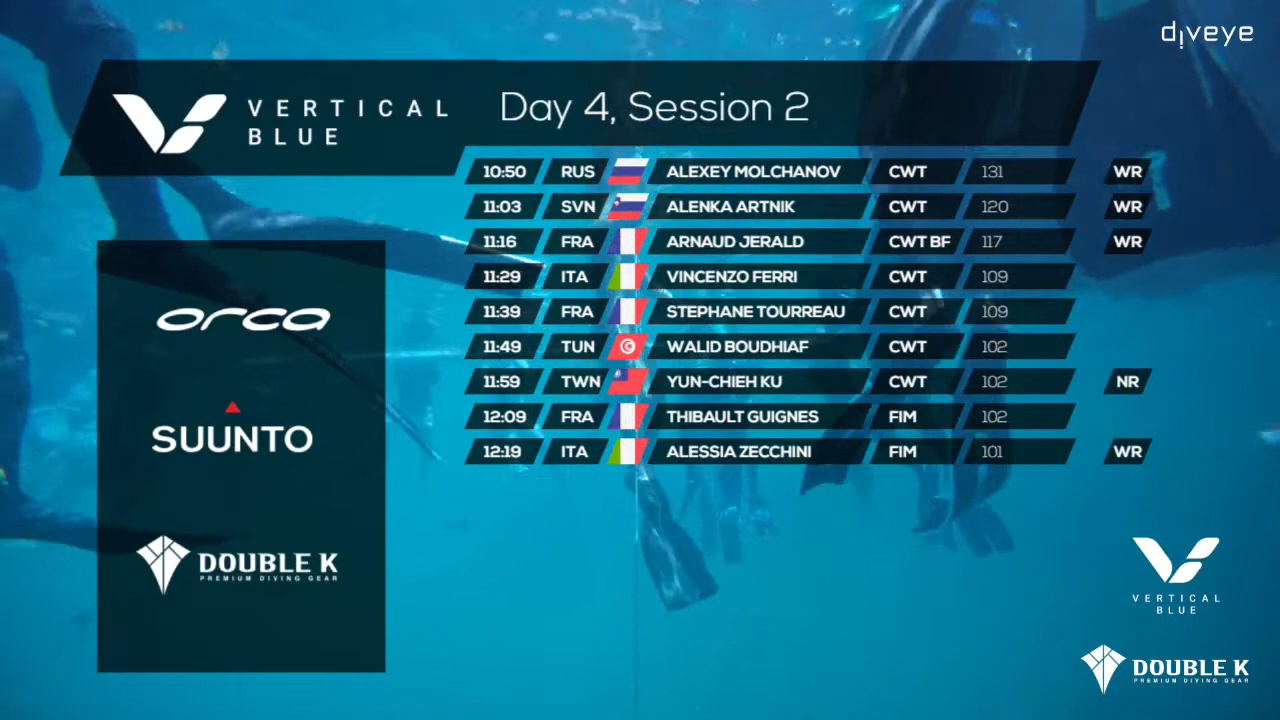 diveye
VERTICAL
BLUE
Day 4, Session 2
10:50 RUS ALEXEY MOLCHANOV CWT 131 WR
11:03 SVN ALENKA ARTNIK CWT 120 WR
11:16 FRA ARNAUD JERALD CWT BF 117 WR
11:29 ITA VINCENZO FERRI CWT 109
11:39 FRA STEPHANE TOURREAU CWT 109
11:49 TUN WALID BOUDHIAF CWT 102
11:59 TWN YUN-CHIEH KU CWT 102 NR
12:09 FRA THIBAULT GUIGNES FIM 102
12:19 ITA ALESSIA ZECCHINI FIM 101 WR
orca
SUUNTO
DOUBLE K
PREMIUM DIVING GEAR
VERTICAL
BLUE
DOUBLE K
PREMIUM DIVING GEAR